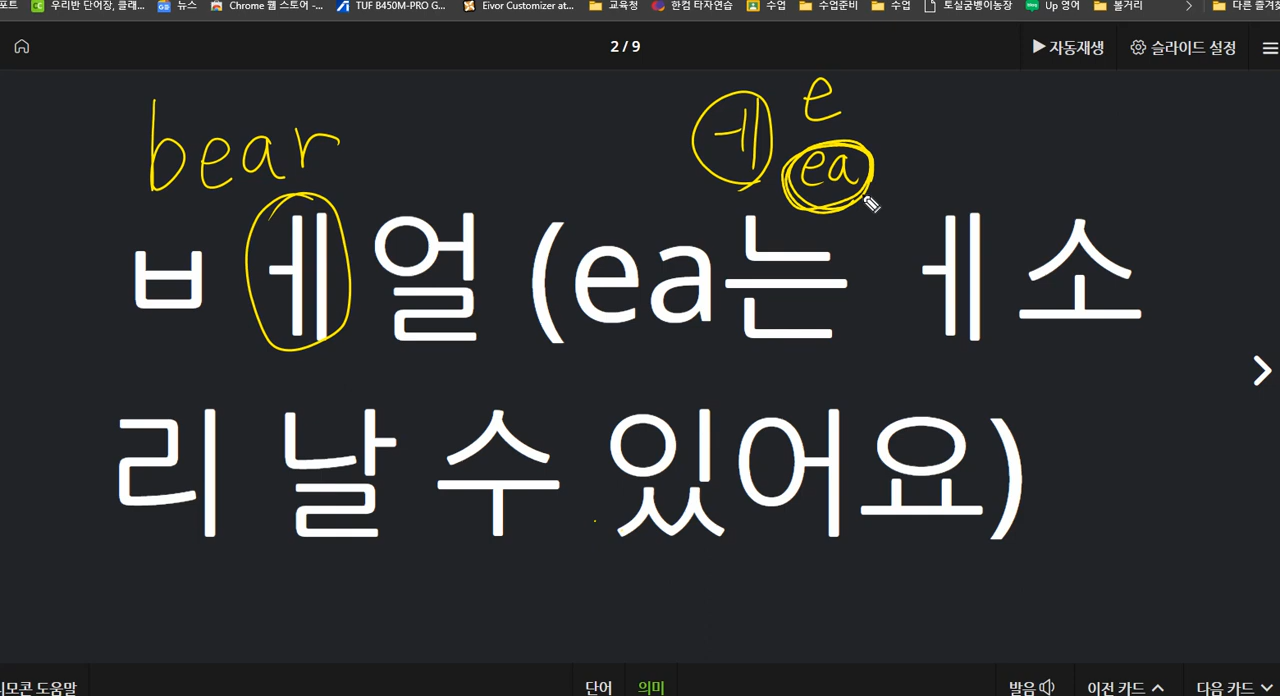 포트 우리반 단어장, 클래... 뉴스 Chrome 웹 스토어 -... TUF B450M-PRO G... Eivor Customizer at... 교육청 한컴 타자연습 수업 수업준비 수업 토실굼벵이농장 Up 영어 볼거리 다른 즐겨찾
2 / 9 자동재생 슬라이드 설정
bear ㅔ e
ea
ㅂㅔ얼 (ea는 ㅔ소
리 날 수 있어요)
리모콘 도움말 단어 의미 발음 이전 카드 다음 카드